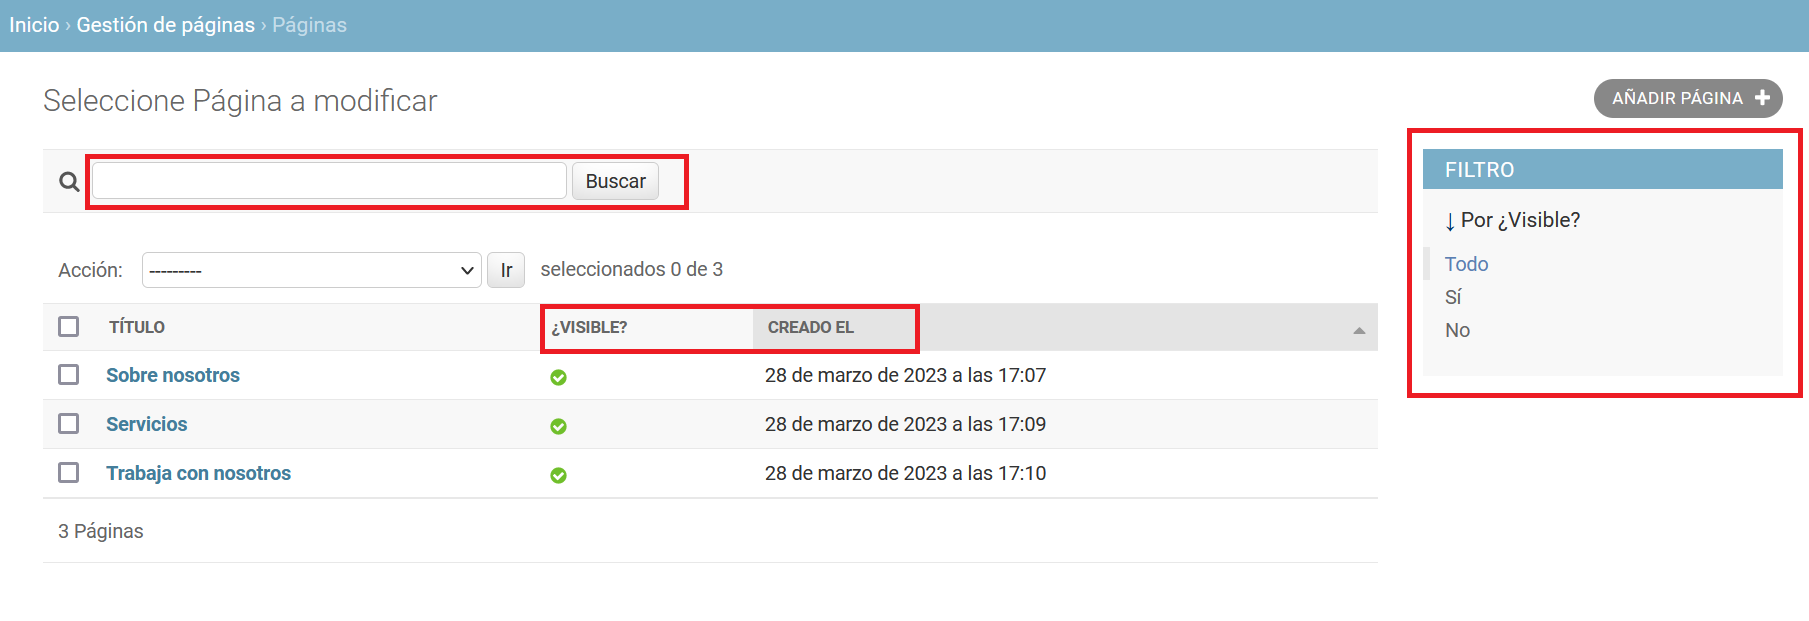 Inicio › Gestión de páginas › Páginas
Seleccione Página a modificar
AÑADIR PÁGINA
Buscar
FILTRO
↓ Por ¿Visible?
Todo
Sí
No
Acción: --------- Ir seleccionados 0 de 3
TÍTULO ¿VISIBLE? CREADO EL
Sobre nosotros 28 de marzo de 2023 a las 17:07
Servicios 28 de marzo de 2023 a las 17:09
Trabaja con nosotros 28 de marzo de 2023 a las 17:10
3 Páginas